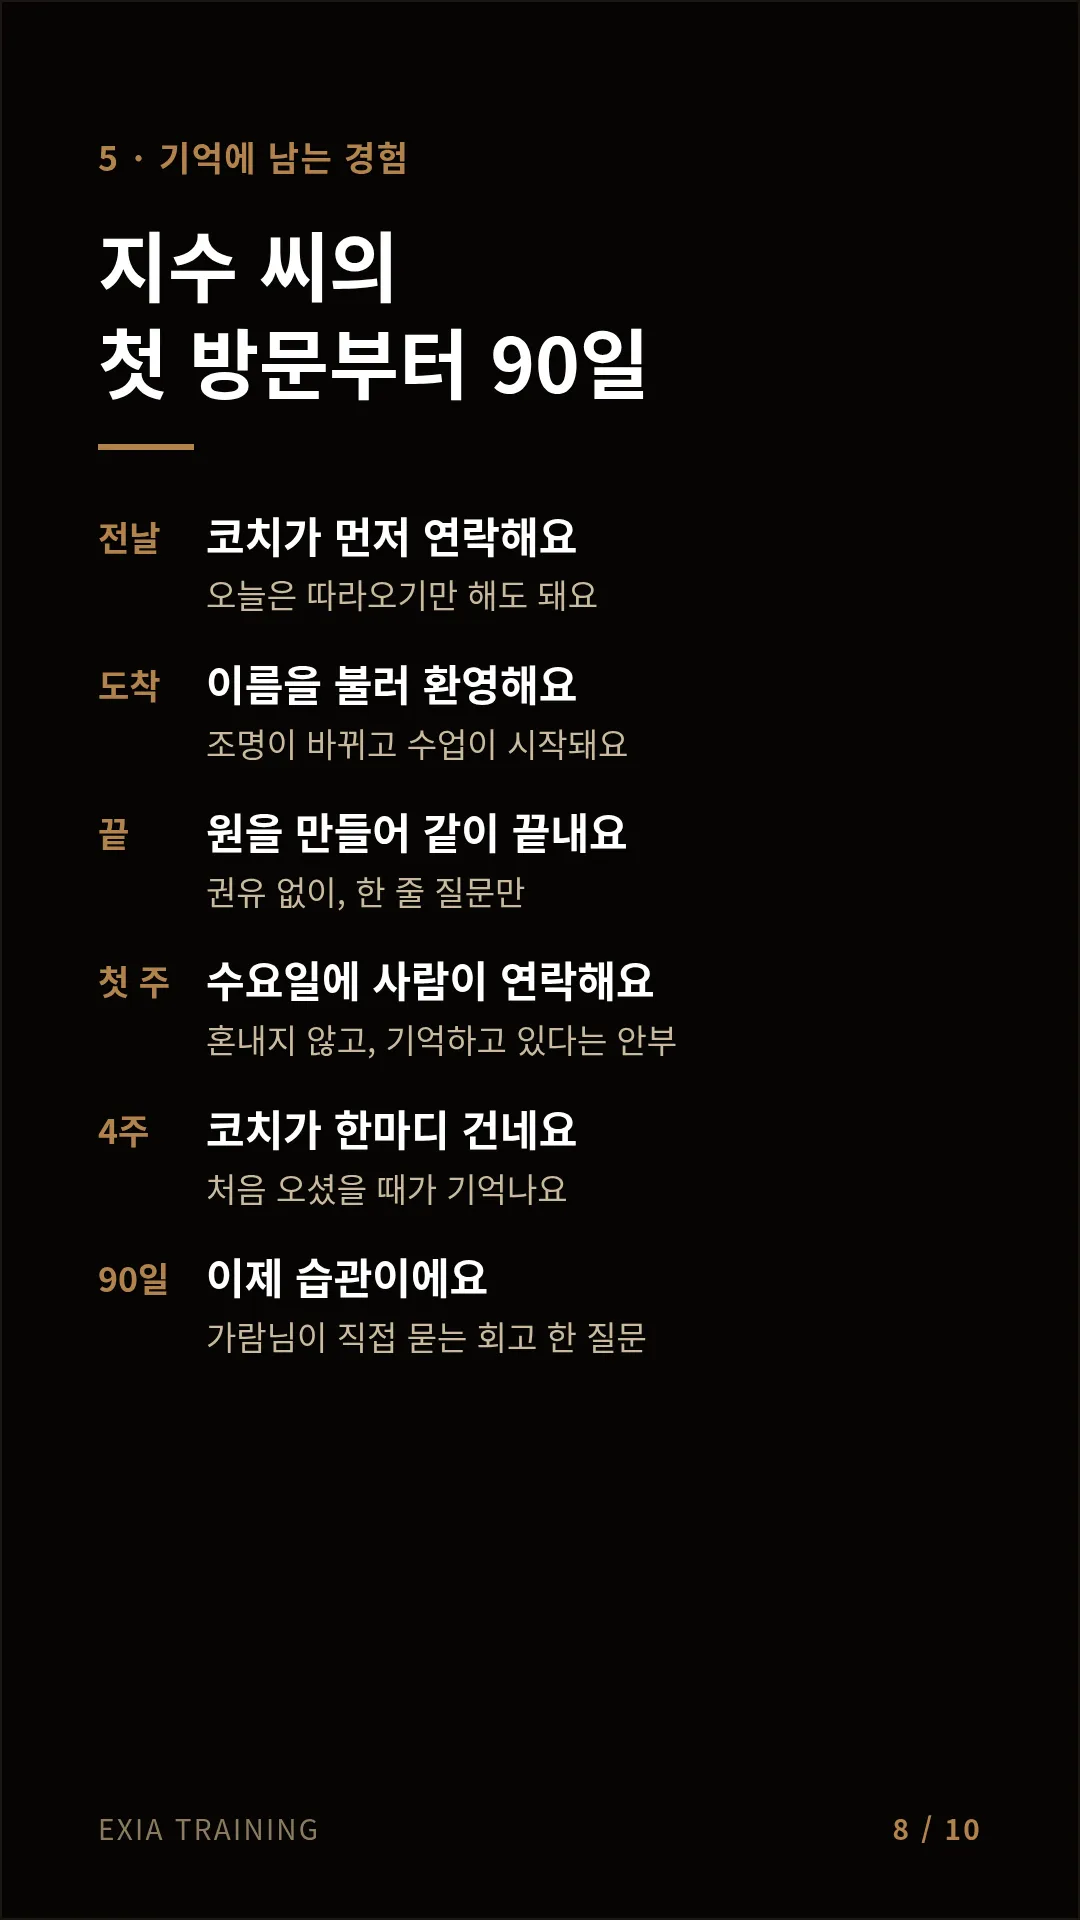 5 · 기억에 남는 경험
지수 씨의
첫 방문부터 90일
전날 코치가 먼저 연락해요
오늘은 따라오기만 해도 돼요
도착 이름을 불러 환영해요
조명이 바뀌고 수업이 시작돼요
끝 원을 만들어 같이 끝내요
권유 없이, 한 줄 질문만
첫 주 수요일에 사람이 연락해요
혼내지 않고, 기억하고 있다는 안부
4주 코치가 한마디 건네요
처음 오셨을 때가 기억나요
90일 이제 습관이에요
가람님이 직접 묻는 회고 한 질문
EXIA TRAINING
8 / 10